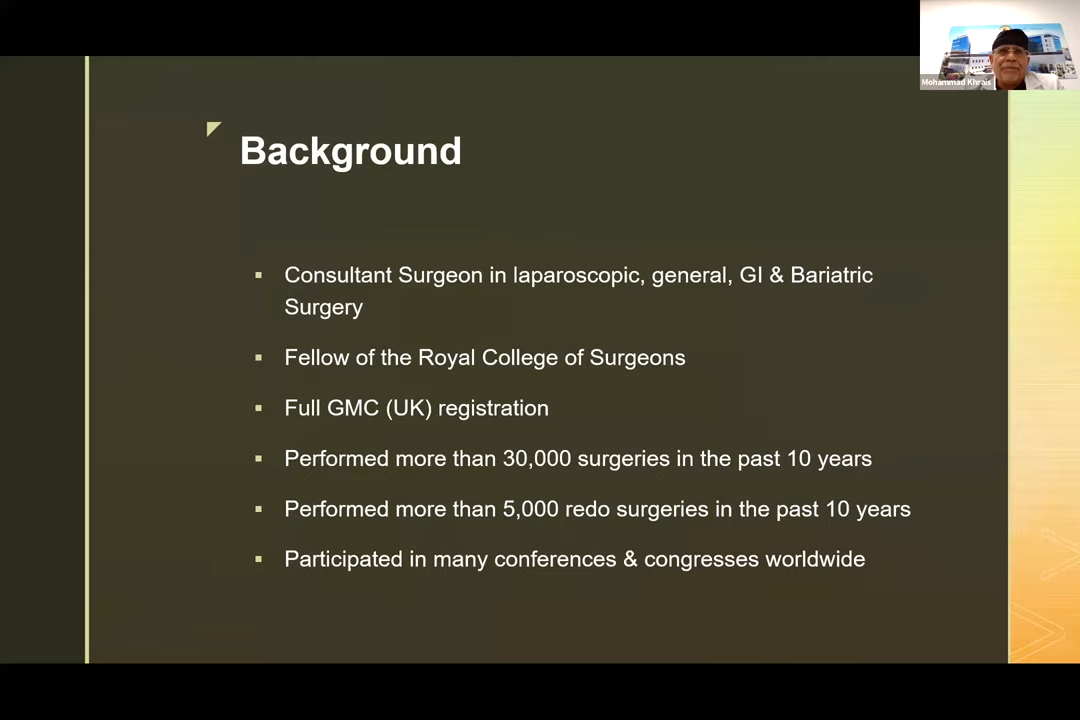 Mohammad Khrais
Background
▪ Consultant Surgeon in laparoscopic, general, GI & Bariatric
Surgery
▪ Fellow of the Royal College of Surgeons
▪ Full GMC (UK) registration
▪ Performed more than 30,000 surgeries in the past 10 years
▪ Performed more than 5,000 redo surgeries in the past 10 years
▪ Participated in many conferences & congresses worldwide